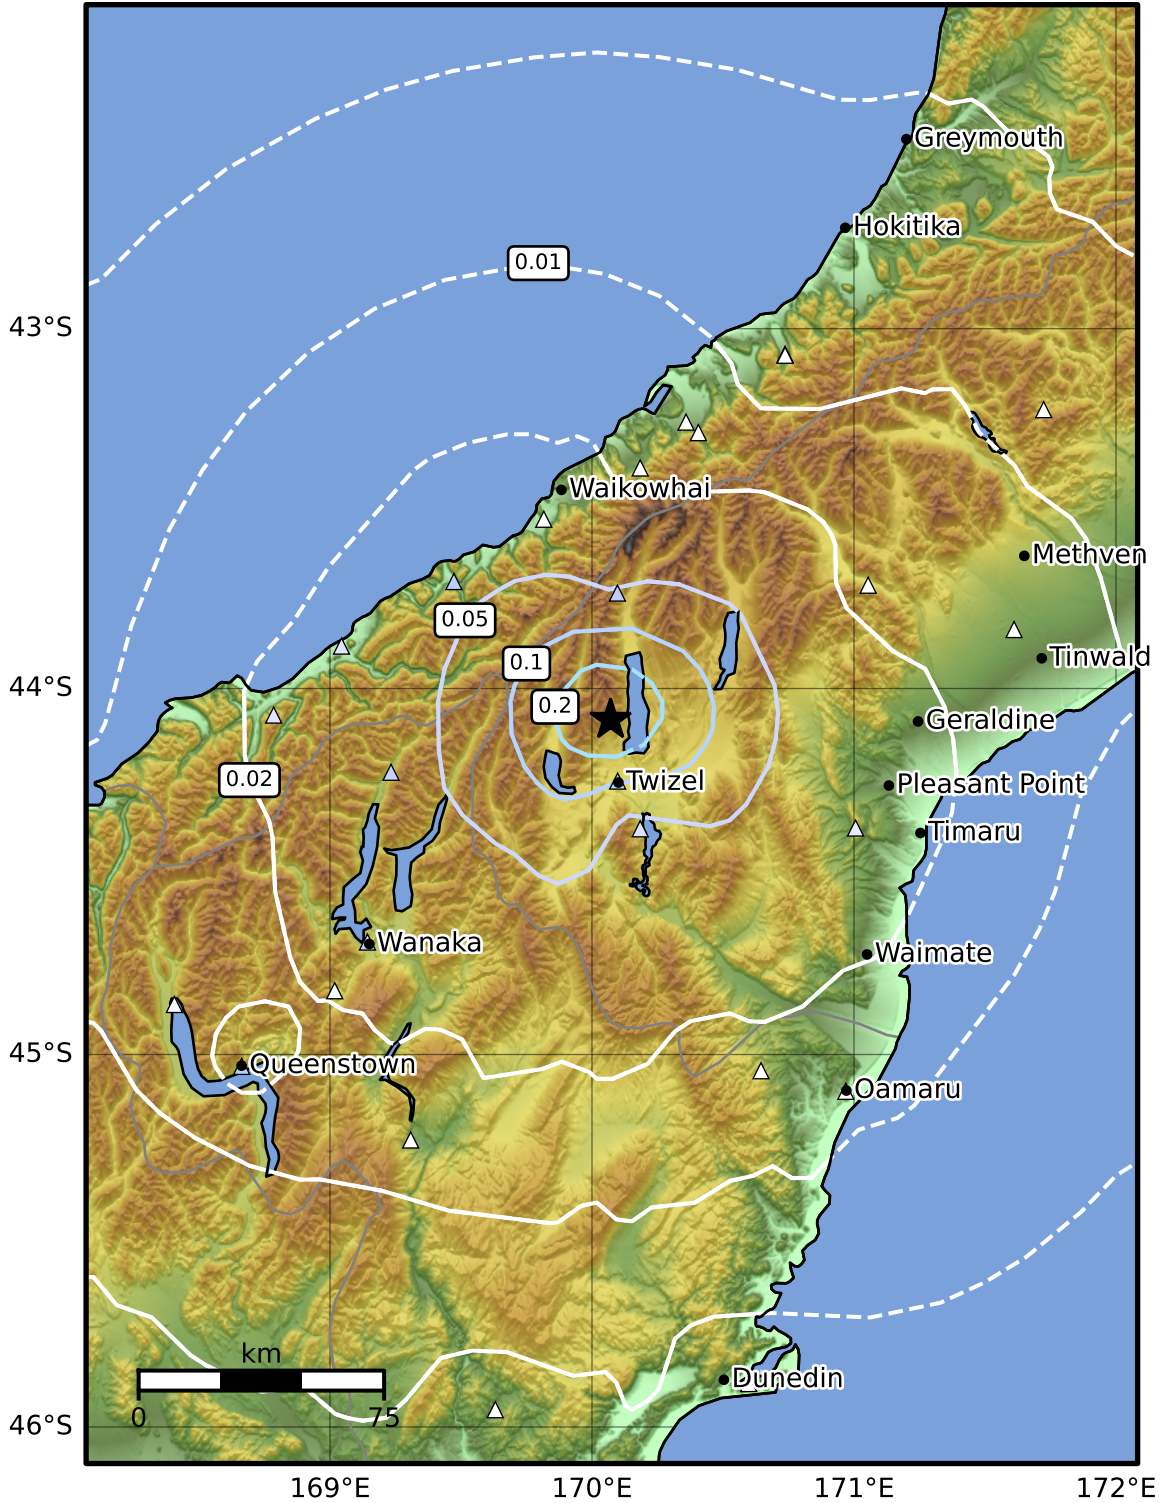 Greymouth
Hokitika
0.01
43°S
Waikowhai
Methven
0.05
Tinwald
0.1
44°S
0.2
Geraldine
0.02
Twizel
Pleasant Point
Timaru
Wanaka
Waimate
45°S
Queenstown
Oamaru
km
Dunedin
0
75
46°S
169°E
170°E
171°E
172°E